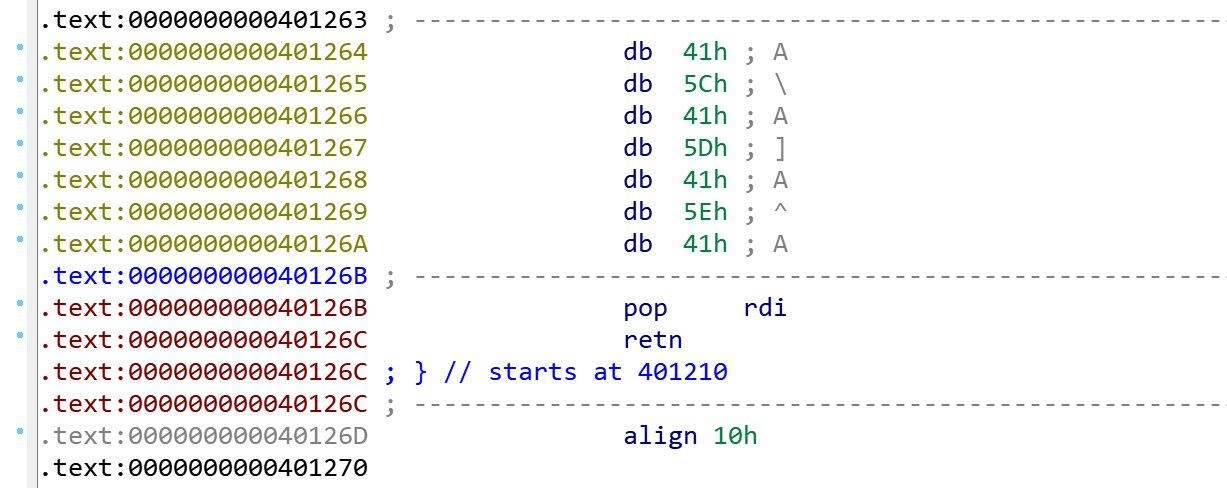 .text:0000000000401263 ; ------------------------------------------------------
.text:0000000000401264 db 41h ; A
.text:0000000000401265 db 5Ch ; \
.text:0000000000401266 db 41h ; A
.text:0000000000401267 db 5Dh ; ]
.text:0000000000401268 db 41h ; A
.text:0000000000401269 db 5Eh ; ^
.text:000000000040126A db 41h ; A
.text:000000000040126B ; ------------------------------------------------------
.text:000000000040126B pop rdi
.text:000000000040126C retn
.text:000000000040126C ; } // starts at 401210
.text:000000000040126C ; ------------------------------------------------------
.text:000000000040126D align 10h
.text:0000000000401270